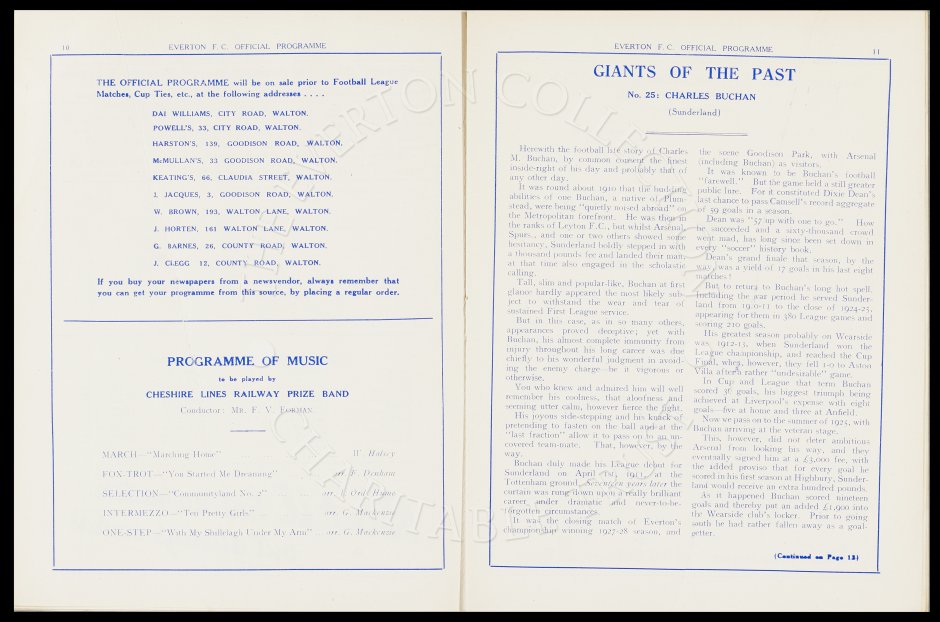 10
EVERTON F. C. OFFICIAL PROGRAMME
THE OFFICIAL PROGRAMME will be on sale prior to Football League
Matches, Cup Ties, etc., at the following addresses . . . .
DAI WILLIAMS, CITY ROAD, WALTON.
POWELL'S, 33, CITY ROAD, WALTON.
HARSTON'S, 139, GOODISON ROAD, WALTON.
McMULLAN'S, 33 GOODISON ROAD, WALTON.
KEATING'S, 66, CLAUDIA STREET, WALTON.
J. JACQUES, 3, GOODISON ROAD, WALTON.
W. BROWN, 193, WALTON LANE, WALTON.
J. HORTEN, 161 WALTON LANE, WALTON.
G. BARNES, 26, COUNTY ROAD, WALTON.
J. CLEGG 12, COUNTY ROAD, WALTON.
If you buy your newspapers from a newsvendor, always remember that
you can get your programme from this source, by placing a regular order.
PROGRAMME OF MUSIC
to be played by
CHESHIRE LINES RAILWAY PRIZE BAND
Conductor: MR. F. V. FORMAN.
MARCH—"Marching Home" ... ... ... W. Halsey
FOX-TROT—"You Started Me Dreaming" ... arr. F. Denham
SELECTION—"Communityland No. 2" ... ... arr. Ord Hume
INTERMEZZO—"Ten Pretty Girls" ... ... arr. G. Mackenzie
ONE-STEP—"With My Shillelagh Under My Arm" .. arr. G. Mackenzie
EVERTON F. C. OFFICIAL PROGRAMME
11
GIANTS OF THE PAST
No. 25: CHARLES BUCHAN
(Sunderland)
Herewith the football life story of Charles
M. Buchan, by common consent the finest
inside-right of his day and probably that of
any other day.
It was round about 1910 that the budding
abilities of one Buchan, a native of Plum-
stead, were being "quietly noised abroad" on
the Metropolitan forefront. He was then in
the ranks of Leyton F.C., but whilst Arsenal,
Spurs, and one or two others showed some
hesitancy, Sunderland boldly stepped in with
a thousand pounds fee and landed their man,
at that time also engaged in the scholastic
calling.
Tall, slim and popular-like, Buchan at first
glance hardly appeared the most likely sub-
ject to withstand the wear and tear of
sustained First League service.
But in this case, as in so many others,
appearances proved deceptive; yet with
Buchan, his almost complete immunity from
injury throughout his long career was due
chiefly to his wonderful judgment in avoid-
ing the enemy charge—be it vigorous or
otherwise.
You who knew and admired him will well
remember his coolness, that aloofness and
seeming utter calm, however fierce the fight.
His joyous side-stepping and his knack of
pretending to fasten on the ball and at the
"last fraction" allow it to pass on to an un-
covered team-mate. That, however, by the
way.
Buchan duly made his League debut for
Sunderland on April 1st, 1911, at the
Tottenham ground. Seventeen years later the
curtain was rung down upon a really brilliant
career under dramatic and never-to-be-
forgotten circumstances.
It was the closing match of Everton's
championship winning 1927-28 season, and
the scene Goodison Park, with Arsenal
(including Buchan) as visitors.
It was known to be Buchan's football
"farewell." But the game held a still greater
public lure. For it constituted Dixie Dean's
last chance to pass Camsell's record aggregate
of 59 goals in a season.
Dean was "57 up with one to go." How
he succeeded and a sixty-thousand crowd
went mad, has long since been set down in
every "soccer" history book.
Dean's grand finale that season, by the
way, was a yield of 17 goals in his last eight
matches!
But to return to Buchan's long hot spell.
Including the war period he served Sunder-
land from 1910-11 to the close of 1924-25,
appearing for them in 380 League games and
scoring 210 goals.
His greatest season probably on Wearside
was 1912-13, when Sunderland won the
League championship, and reached the Cup
Final, when, however, they fell 1-0 to Aston
Villa after a rather "undesirable" game.
In Cup and League that term Buchan
scored 36 goals, his biggest triumph being
achieved at Liverpool's expense with eight
goals—five at home and three at Anfield.
Now we pass on to the summer of 1925, with
Buchan arriving at the veteran stage.
This, however, did not deter ambitious
Arsenal from looking his way, and they
eventually signed him at a £3,000 fee, with
the added proviso that for every goal he
scored in his first season at Highbury, Sunder-
land would receive an extra hundred pounds.
As it happened Buchan scored nineteen
goals and thereby put an added £1,900 into
the Wearside club's locker. Prior to going
south he had rather fallen away as a goal-
getter.
(Continued on Page 13)